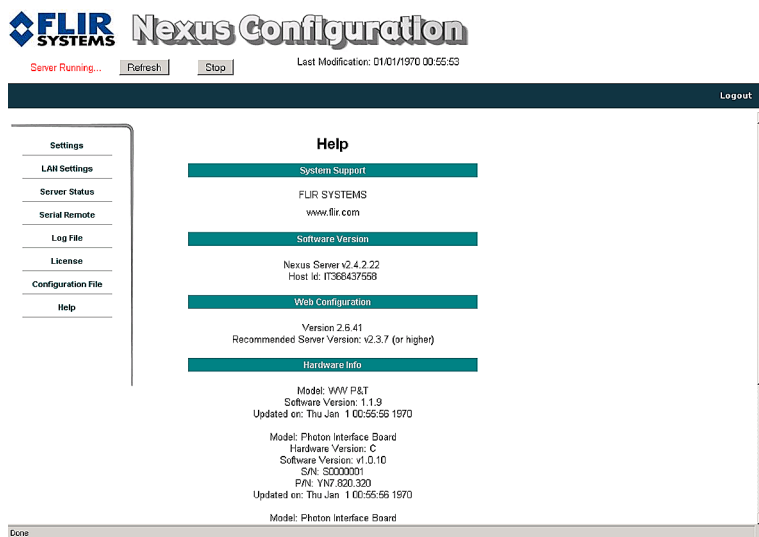 FLIR
SYSTEMS
Nexus Configuration
Server Running...
Refresh
Stop
Last Modification: 01/01/1970 00:55:53
Logout
Settings
LAN Settings
Server Status
Serial Remote
Log File
License
Configuration File
Help
Help
System Support
FLIR SYSTEMS
www.flir.com
Software Version
Nexus Server v2.4.2.22
Host Id: IT368437558
Web Configuration
Version 2.6.41
Recommended Server Version: v2.3.7 (or higher)
Hardware Info
Model: WW P&T
Software Version: 1.1.9
Updated on: Thu Jan 1 00:55:56 1970
Model: Photon Interface Board
Hardware Version: C
Software Version: v1.0.10
S/N: S0000001
P/N: YN7.820.320
Updated on: Thu Jan 1 00:55:56 1970
Model: Photon Interface Board
Done